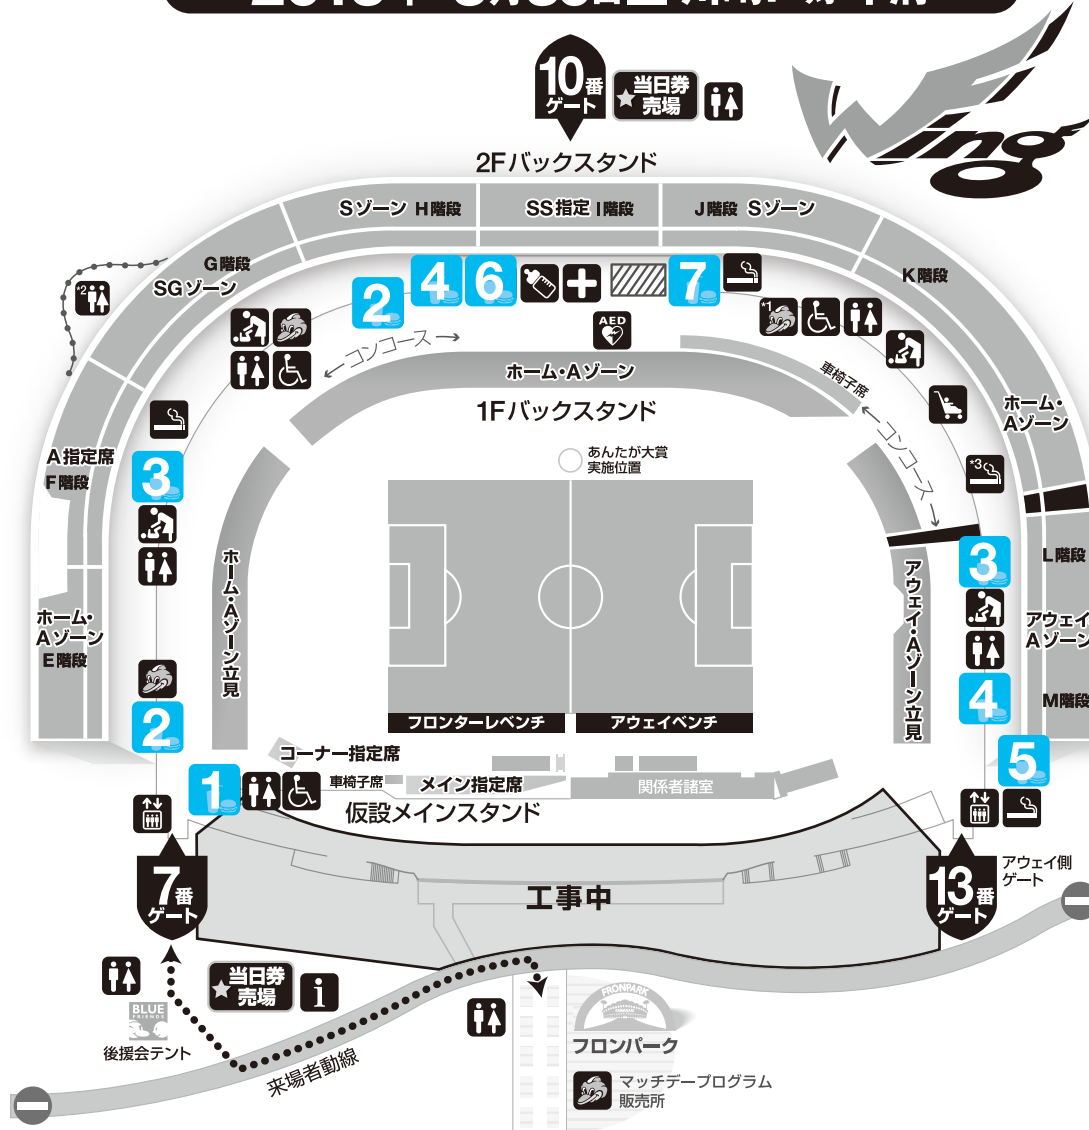 10番
ゲート
当日券
売場
Wing
2Fバックスタンド
Sゾーン H階段
SS指定 I階段
J階段 Sゾーン
G階段
SGゾーン
K階段
*2
4
6
7
2
*1
AED
コンコース
ホーム・Aゾーン
車椅子席
1Fバックスタンド
ホーム・
Aゾーン
コンコース
あんたが大賞
実施位置
A指定席
F階段
3
*3
3
L階段
ホーム・Aゾーン立見
アウェイ・Aゾーン立見
ホーム・
Aゾーン
E階段
アウェイ
Aゾーン
M階段
4
2
フロンターレベンチ
アウェイベンチ
5
コーナー指定席
1
車椅子席
メイン指定席
関係者諸室
仮設メインスタンド
7番
ゲート
工事中
13番
ゲート
アウェイ側
ゲート
当日券
売場
i
BLUE
FRIENDS
後援会テント
来場者動線
FRONPARK
フロンパーク
マッチデープログラム
販売所